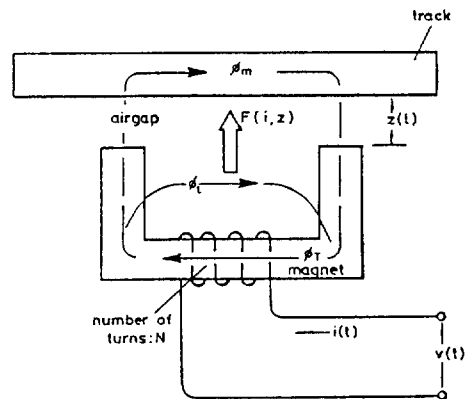 track
ϕm
airgap
F(i,z)
z(t)
ϕl
ϕT
magnet
number of
turns:N
i(t)
v(t)